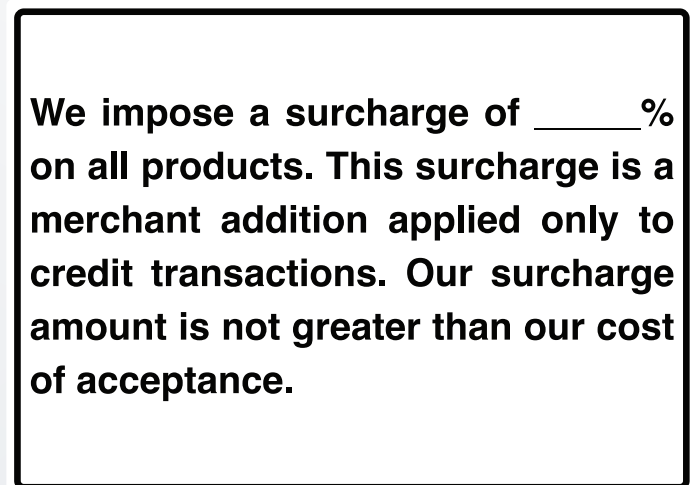 We impose a surcharge of ______%
on all products. This surcharge is a
merchant addition applied only to
credit transactions. Our surcharge
amount is not greater than our cost
of acceptance.